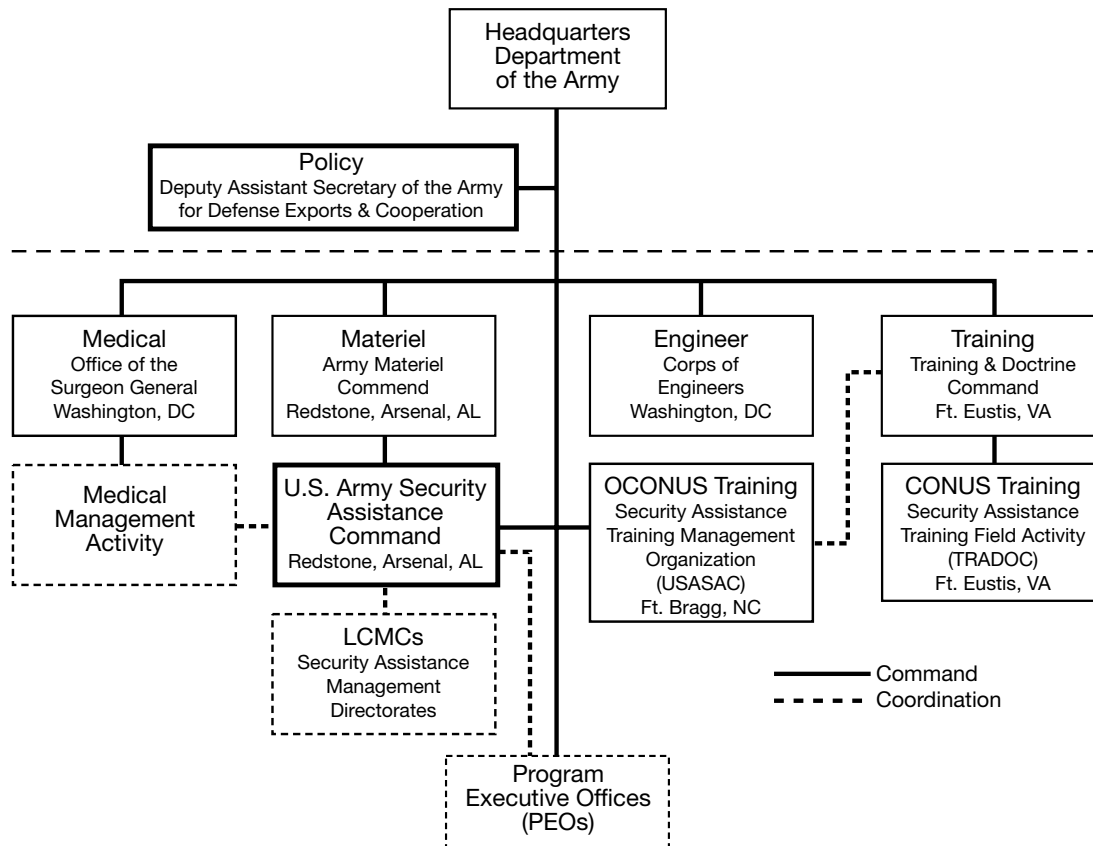 Headquarters
Department
of the Army
Policy
Deputy Assistant Secretary of the Army
for Defense Exports & Cooperation
Medical
Office of the
Surgeon General
Washington, DC
Materiel
Army Materiel
Commend
Redstone, Arsenal, AL
Engineer
Corps of
Engineers
Washington, DC
Training
Training & Doctrine
Command
Ft. Eustis, VA
Medical
Management
Activity
U.S. Army Security
Assistance
Command
Redstone, Arsenal, AL
OCONUS Training
Security Assistance
Training Management
Organization
(USASAC)
Ft. Bragg, NC
CONUS Training
Security Assistance
Training Field Activity
(TRADOC)
Ft. Eustis, VA
LCMCs
Security Assistance
Management
Directorates
Command
Coordination
Program
Executive Offices
(PEOs)